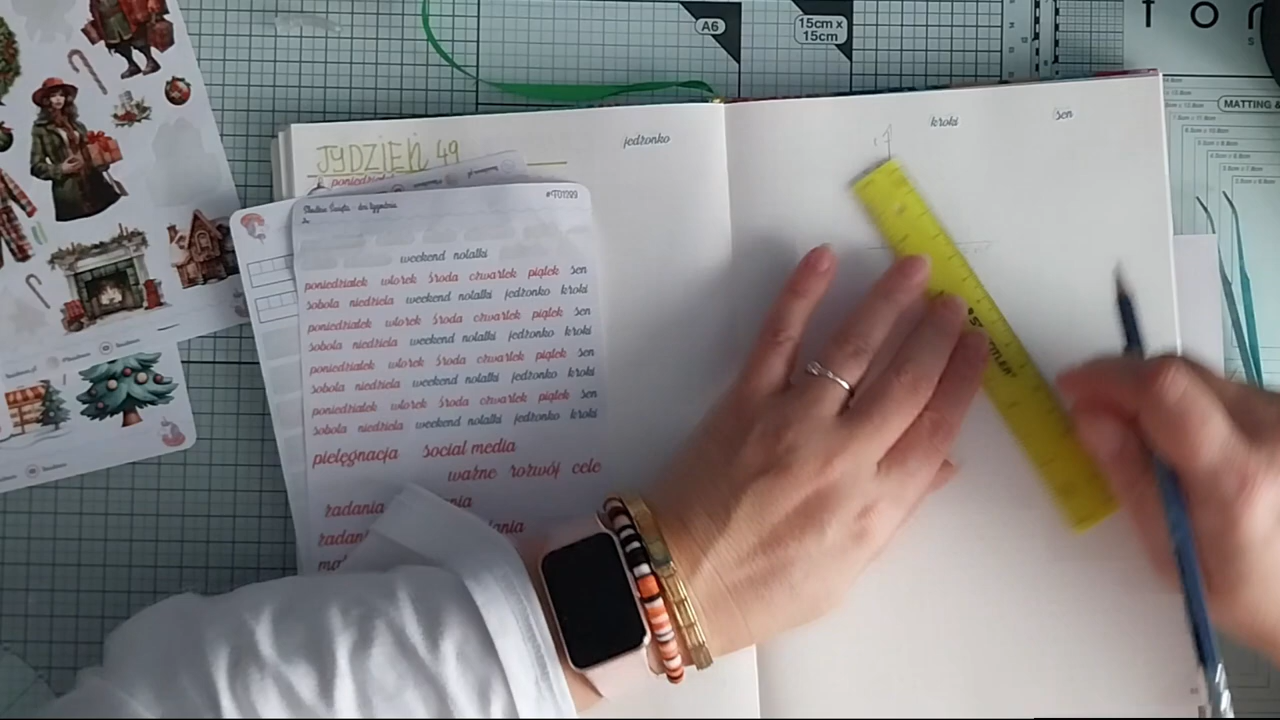 A6
15cm x
15cm
MATTING &
TYDZIEŃ 49
jedzonko
kroki
sen
poniedziałek
#T01299
weekend notatki
poniedziałek wtorek środa czwartek piątek sen
sobota niedziela weekend notatki jedzonko kroki
poniedziałek wtorek środa czwartek piątek sen
sobota niedziela weekend notatki jedzonko kroki
poniedziałek wtorek środa czwartek piątek sen
sobota niedziela weekend notatki jedzonko kroki
poniedziałek wtorek środa czwartek piątek sen
sobota niedziela weekend notatki jedzonko kroki
pielęgnacja social media
ważne rozwój cele
zadania